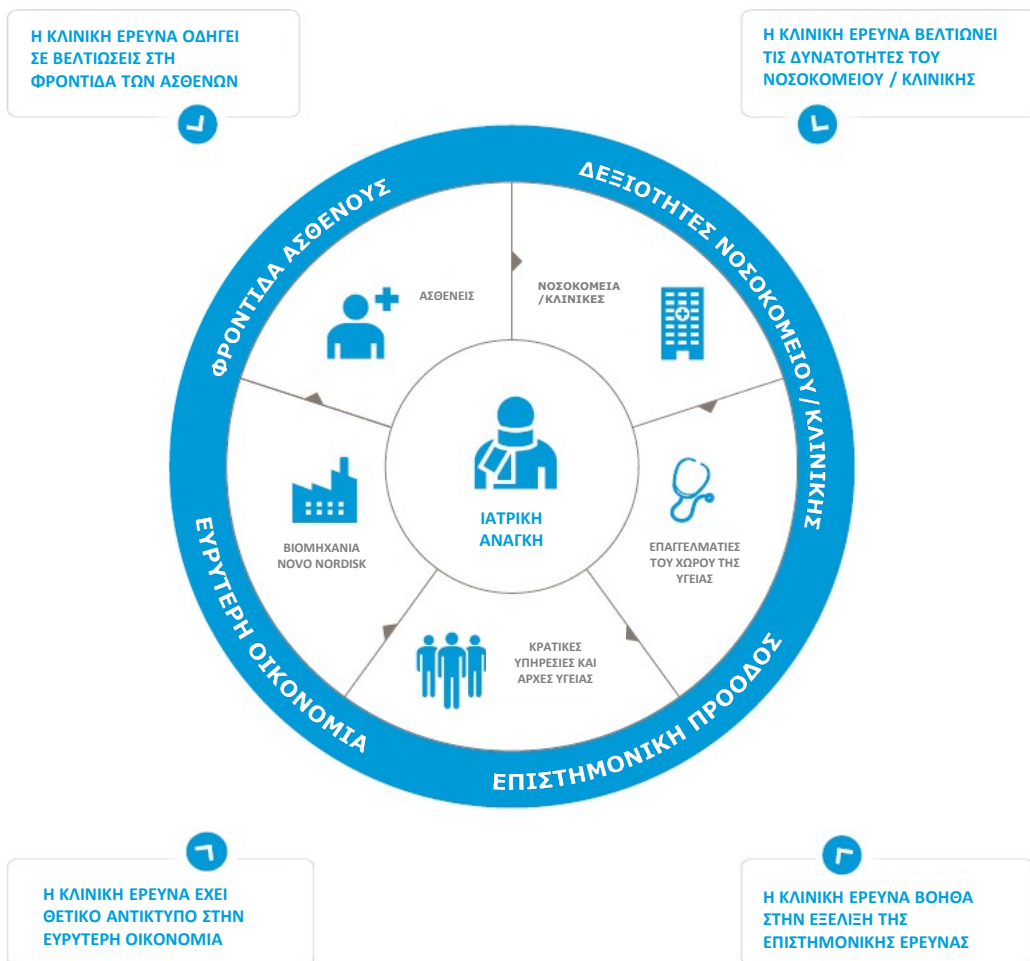 Η ΚΛΙΝΙΚΗ ΕΡΕΥΝΑ ΟΔΗΓΕΙ
ΣΕ ΒΕΛΤΙΩΣΕΙΣ ΣΤΗ
ΦΡΟΝΤΙΔΑ ΤΩΝ ΑΣΘΕΝΩΝ
Η ΚΛΙΝΙΚΗ ΕΡΕΥΝΑ ΒΕΛΤΙΩΝΕΙ
ΤΙΣ ΔΥΝΑΤΟΤΗΤΕΣ ΤΟΥ
ΝΟΣΟΚΟΜΕΙΟΥ / ΚΛΙΝΙΚΗΣ
ΦΡΟΝΤΙΔΑ ΑΣΘΕΝΟΥΣ
ΔΕΞΙΟΤΗΤΕΣ ΝΟΣΟΚΟΜΕΙΟΥ/ΚΛΙΝΙΚΗΣ
ΑΣΘΕΝΕΙΣ
ΝΟΣΟΚΟΜΕΙΑ
/ΚΛΙΝΙΚΕΣ
ΙΑΤΡΙΚΗ
ΑΝΑΓΚΗ
ΒΙΟΜΗΧΑΝΙΑ
NOVO NORDISK
ΕΠΑΓΓΕΛΜΑΤΙΕΣ
ΤΟΥ ΧΩΡΟΥ ΤΗΣ
ΥΓΕΙΑΣ
ΚΡΑΤΙΚΕΣ
ΥΠΗΡΕΣΙΕΣ ΚΑΙ
ΑΡΧΕΣ ΥΓΕΙΑΣ
ΕΥΡΥΤΕΡΗ ΟΙΚΟΝΟΜΙΑ
ΕΠΙΣΤΗΜΟΝΙΚΗ ΠΡΟΟΔΟΣ
Η ΚΛΙΝΙΚΗ ΕΡΕΥΝΑ ΕΧΕΙ
ΘΕΤΙΚΟ ΑΝΤΙΚΤΥΠΟ ΣΤΗΝ
ΕΥΡΥΤΕΡΗ ΟΙΚΟΝΟΜΙΑ
Η ΚΛΙΝΙΚΗ ΕΡΕΥΝΑ ΒΟΗΘΑ
ΣΤΗΝ ΕΞΕΛΙΞΗ ΤΗΣ
ΕΠΙΣΤΗΜΟΝΙΚΗΣ ΕΡΕΥΝΑΣ